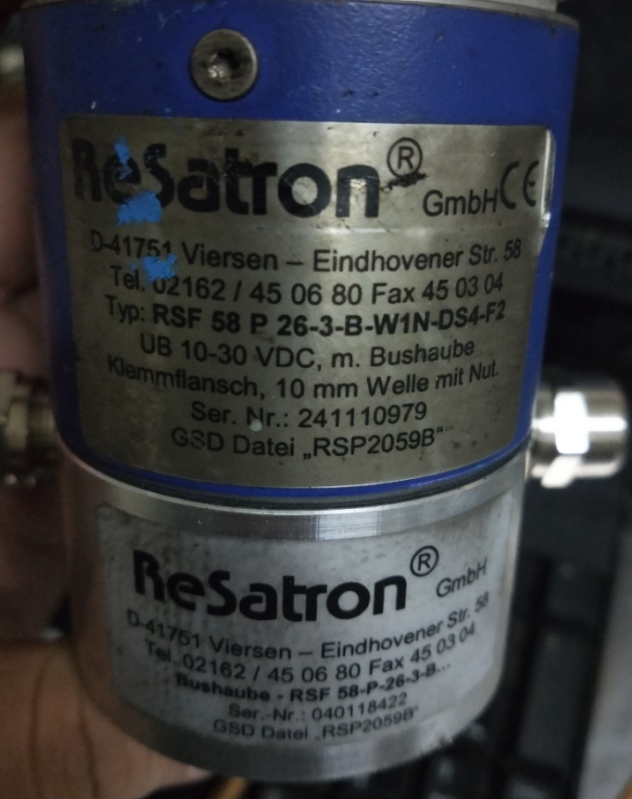 ReSatron® GmbH CE
D-41751 Viersen – Eindhovener Str. 58
Tel. 02162 / 45 06 80 Fax 45 03 04
Typ: RSF 58 P 26-3-B-W1N-DS4-F2
UB 10-30 VDC, m. Bushaube
Klemmflansch, 10 mm Welle mit Nut.
Ser. Nr.: 241110979
GSD Datei „RSP2059B“
ReSatron® GmbH
D-41751 Viersen – Eindhovener Str. 58
Tel. 02162 / 45 06 80 Fax 45 03 04
Bushaube - RSF 58-P-26-3-B...
Ser.-Nr.: 040118422
GSD Datei „RSP2059B“